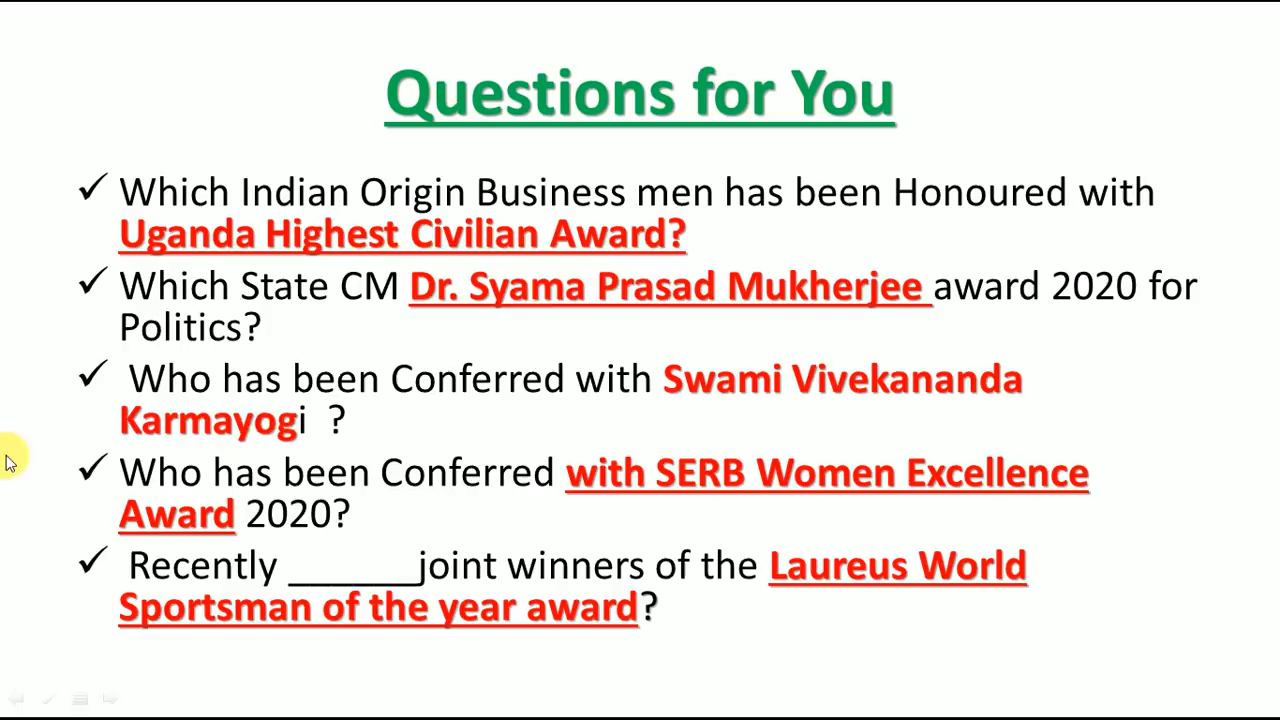 Questions for You
✓ Which Indian Origin Business men has been Honoured with
Uganda Highest Civilian Award?
✓ Which State CM Dr. Syama Prasad Mukherjee award 2020 for
Politics?
✓ Who has been Conferred with Swami Vivekananda
Karmayogi ?
✓ Who has been Conferred with SERB Women Excellence
Award 2020?
✓ Recently ______joint winners of the Laureus World
Sportsman of the year award?